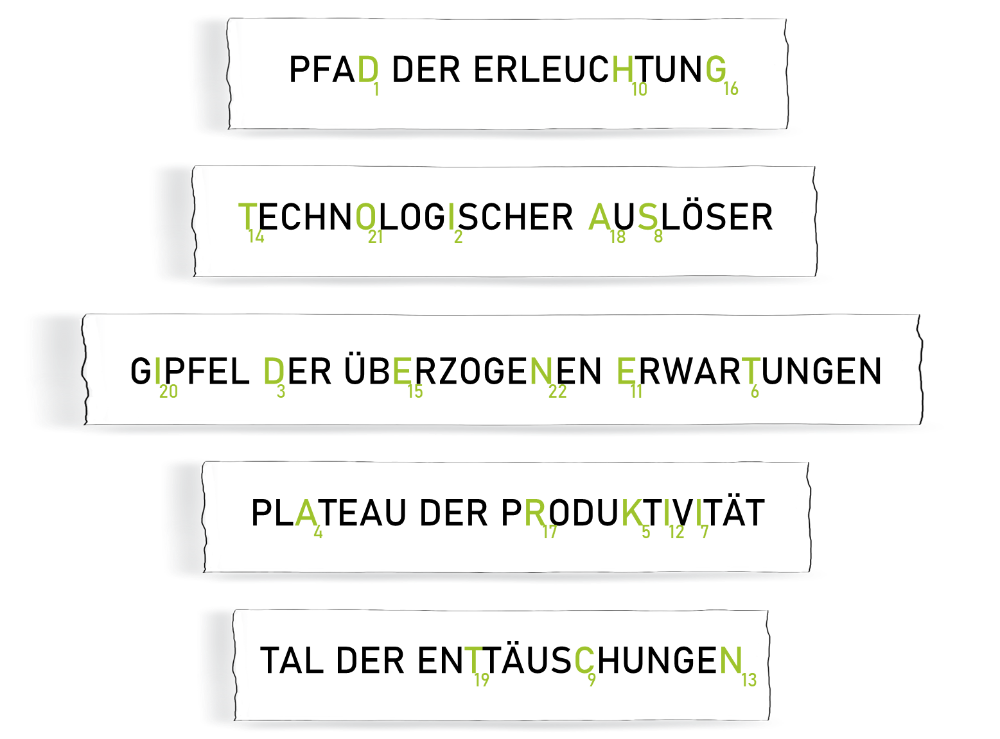 PFAD DER ERLEUCHTUNG
1 10 16
TECHNOLOGISCHER AUSLÖSER
14 21 2 18 8
GIPFEL DER ÜBERZOGENEN ERWARTUNGEN
20 3 15 22 11 6
PLATEAU DER PRODUKTIVITÄT
4 17 5 12 7
TAL DER ENTTÄUSCHUNGEN
19 9 13